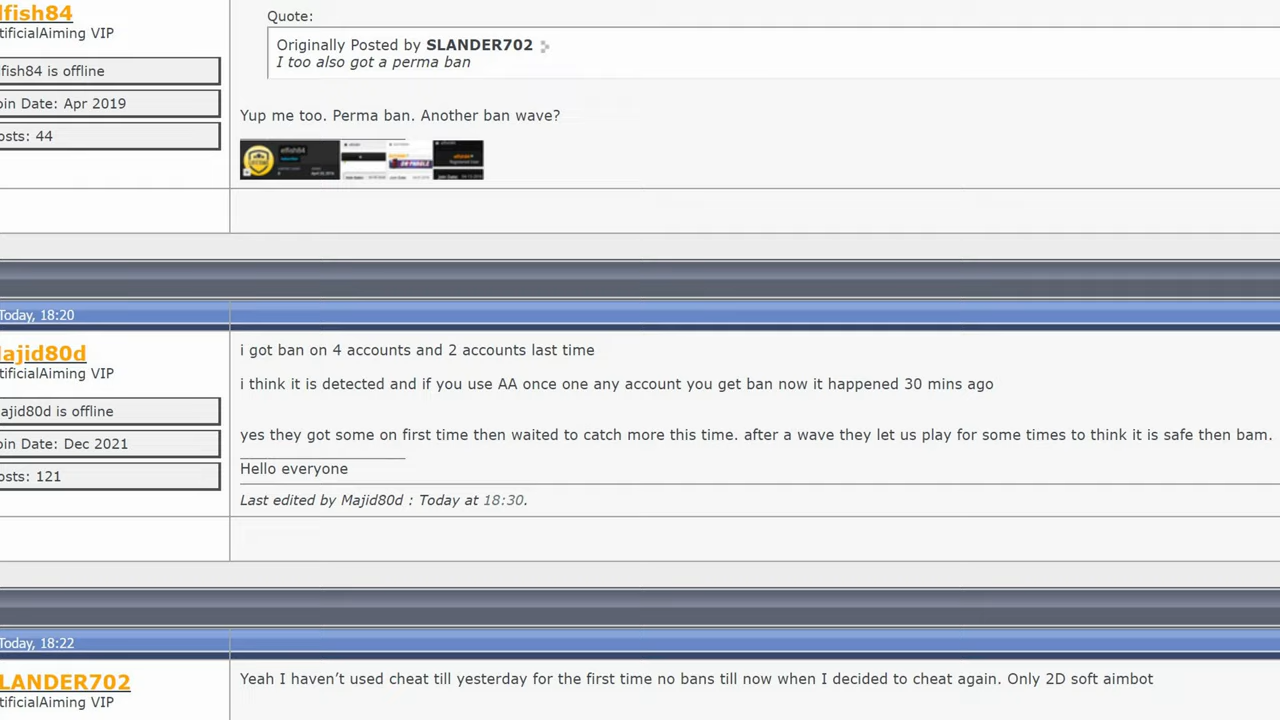 lfish84
Quote:
tificialAiming VIP
Originally Posted by SLANDER702
I too also got a perma ban
fish84 is offline
oin Date: Apr 2019
osts: 44
Yup me too. Perma ban. Another ban wave?
Today, 18:20
ajid80d
tificialAiming VIP
ajid80d is offline
oin Date: Dec 2021
osts: 121
i got ban on 4 accounts and 2 accounts last time
i think it is detected and if you use AA once one any account you get ban now it happened 30 mins ago
yes they got some on first time then waited to catch more this time. after a wave they let us play for some times to think it is safe then bam.
Hello everyone
Last edited by Majid80d : Today at 18:30.
Today, 18:22
LANDER702
tificialAiming VIP
Yeah I haven't used cheat till yesterday for the first time no bans till now when I decided to cheat again. Only 2D soft aimbot